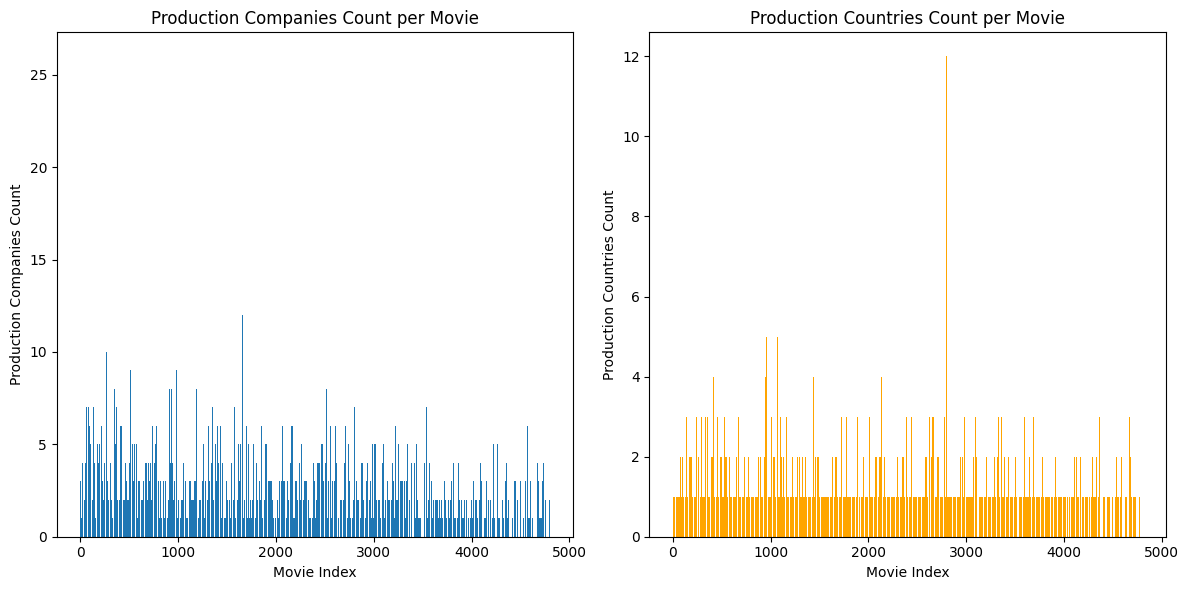 Production Companies Count per Movie
Production Companies Count
25
20
15
10
5
0
0 1000 2000 3000 4000 5000
Movie Index
Production Countries Count per Movie
Production Countries Count
12
10
8
6
4
2
0
0 1000 2000 3000 4000 5000
Movie Index